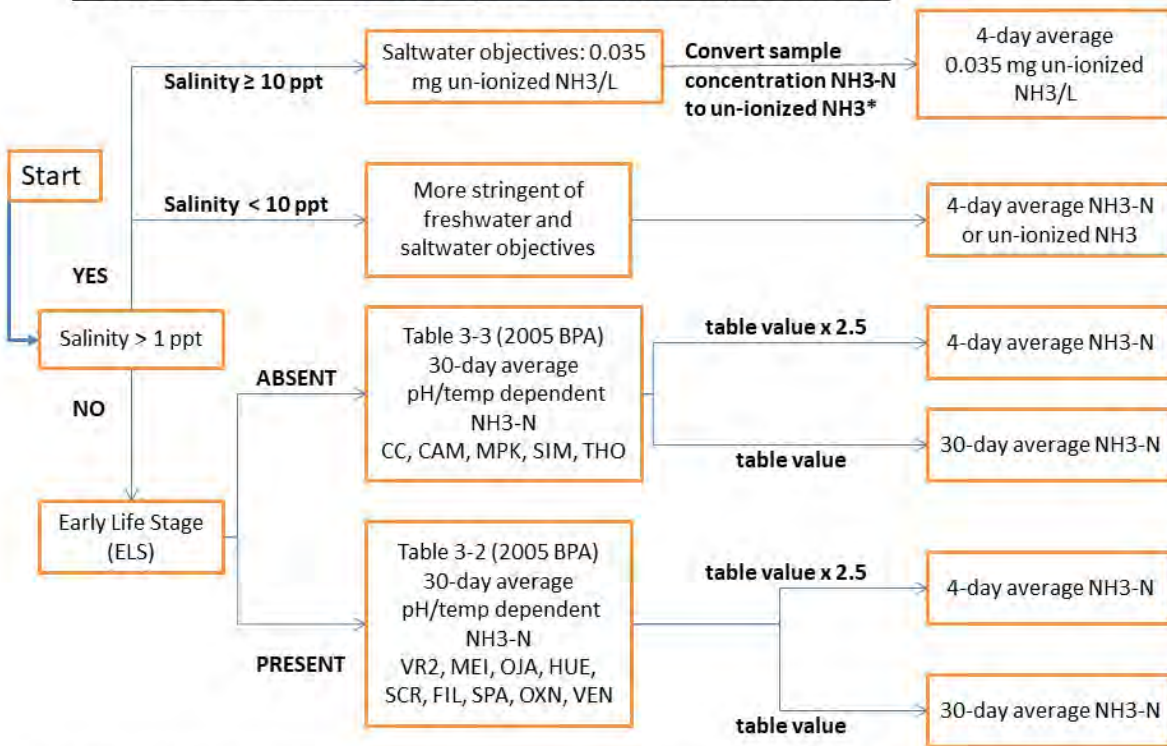 Start
Salinity > 1 ppt
YES
NO
Salinity ≥ 10 ppt
Saltwater objectives: 0.035
mg un-ionized NH3/L
Convert sample
concentration NH3-N
to un-ionized NH3*
4-day average
0.035 mg un-ionized
NH3/L
Salinity < 10 ppt
More stringent of
freshwater and
saltwater objectives
4-day average NH3-N
or un-ionized NH3
Early Life Stage
(ELS)
ABSENT
Table 3-3 (2005 BPA)
30-day average
pH/temp dependent
NH3-N
CC, CAM, MPK, SIM, THO
table value x 2.5
4-day average NH3-N
table value
30-day average NH3-N
PRESENT
Table 3-2 (2005 BPA)
30-day average
pH/temp dependent
NH3-N
VR2, MEI, OJA, HUE,
SCR, FIL, SPA, OXN, VEN
table value x 2.5
4-day average NH3-N
table value
30-day average NH3-N